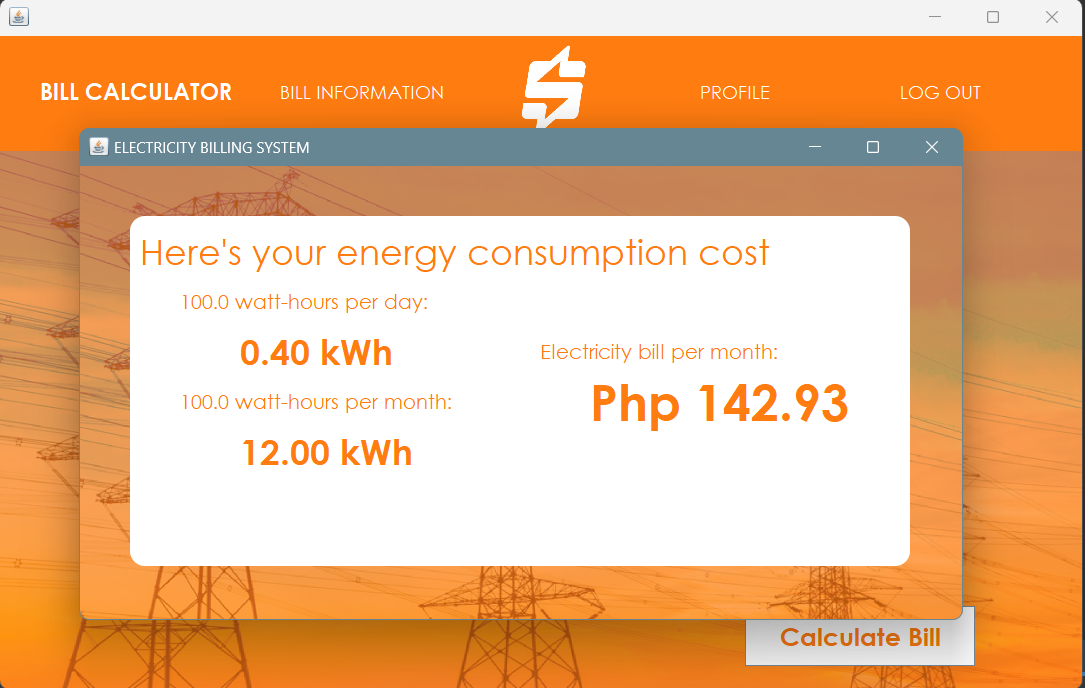 BILL CALCULATOR BILL INFORMATION PROFILE LOG OUT
ELECTRICITY BILLING SYSTEM
Here's your energy consumption cost
100.0 watt-hours per day:
0.40 kWh
100.0 watt-hours per month:
12.00 kWh
Electricity bill per month:
Php 142.93
Calculate Bill